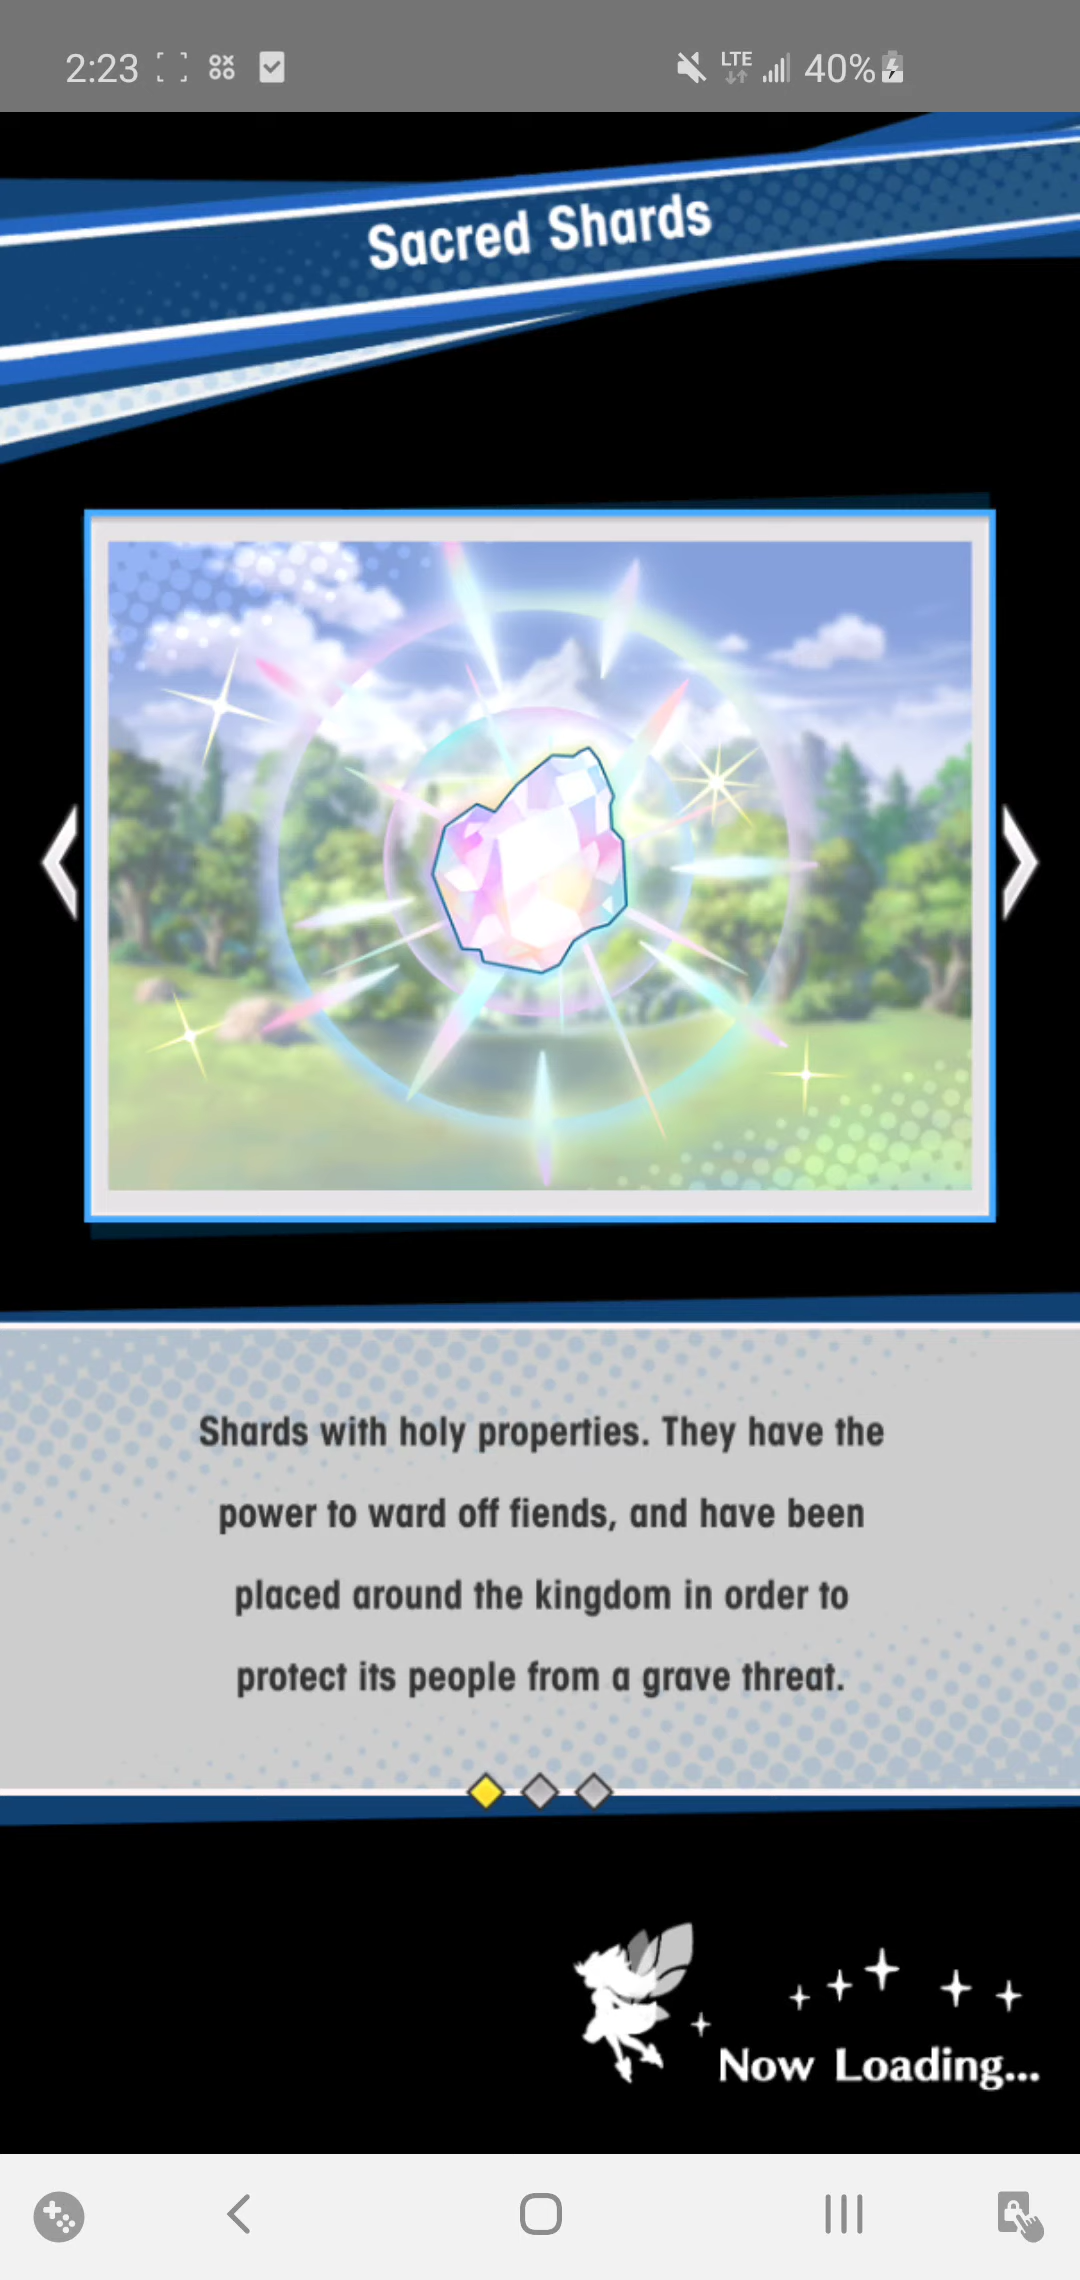 2:23
LTE
40%
Sacred Shards
Shards with holy properties. They have the
power to ward off fiends, and have been
placed around the kingdom in order to
protect its people from a grave threat.
Now Loading...